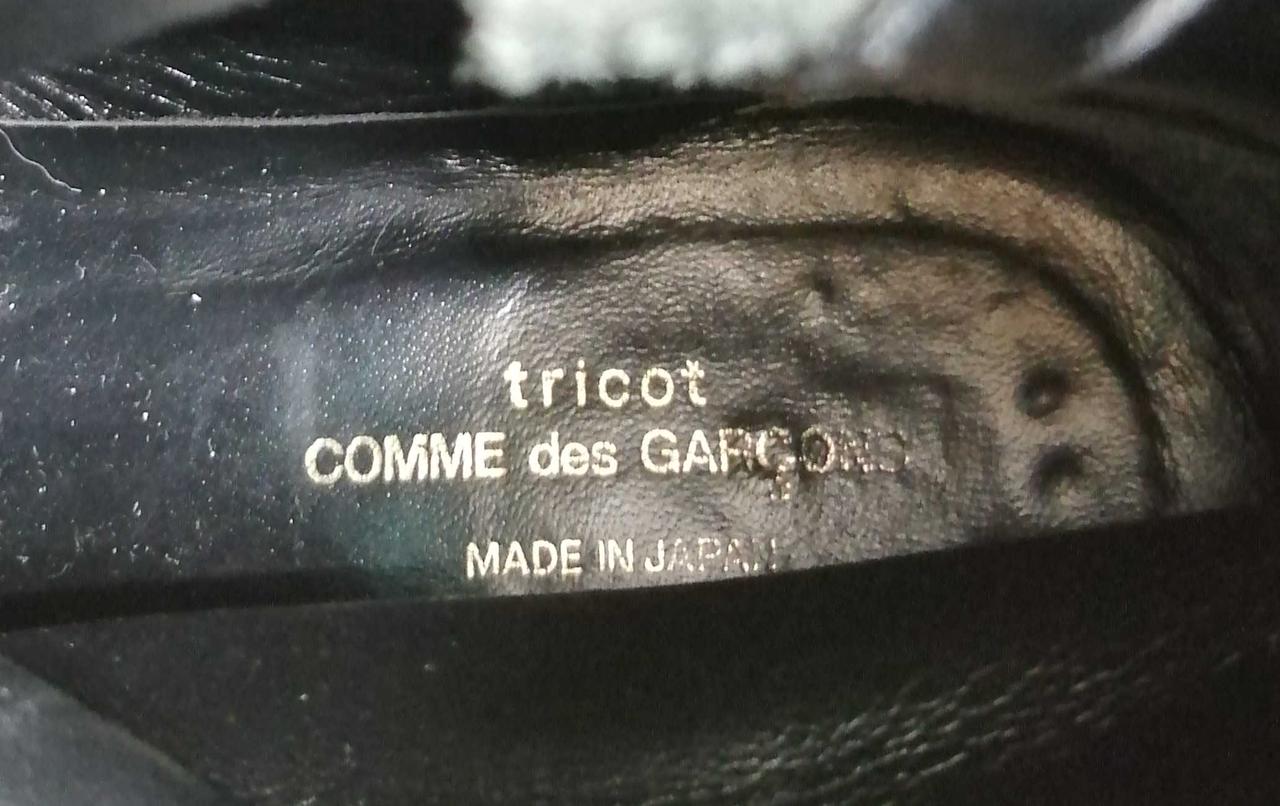 tricot
COMME des GARÇONS
MADE IN JAPAN